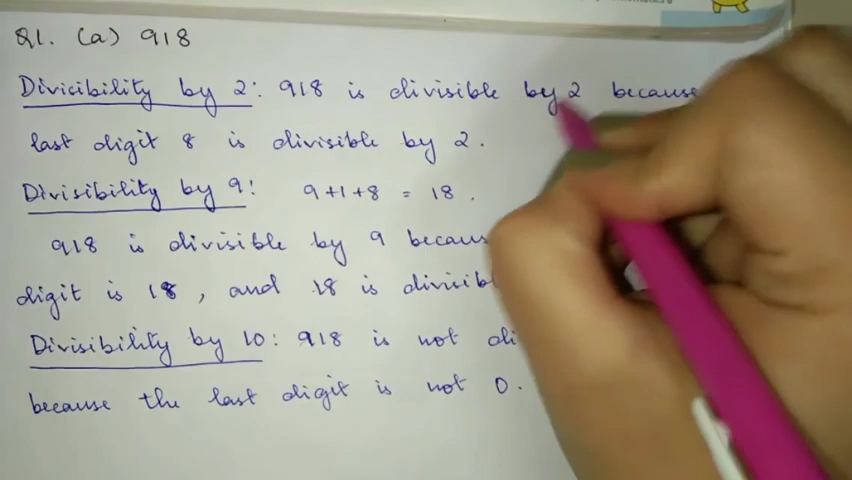 Q1. (a) 918
Divisibility by 2: 918 is divisible by 2 because
last digit 8 is divisible by 2.
Divisibility by 9: 9+1+8 = 18.
918 is divisible by 9 becaus
digit is 18, and 18 is divisibl
Divisibility by 10: 918 is not di
because the last digit is not 0.